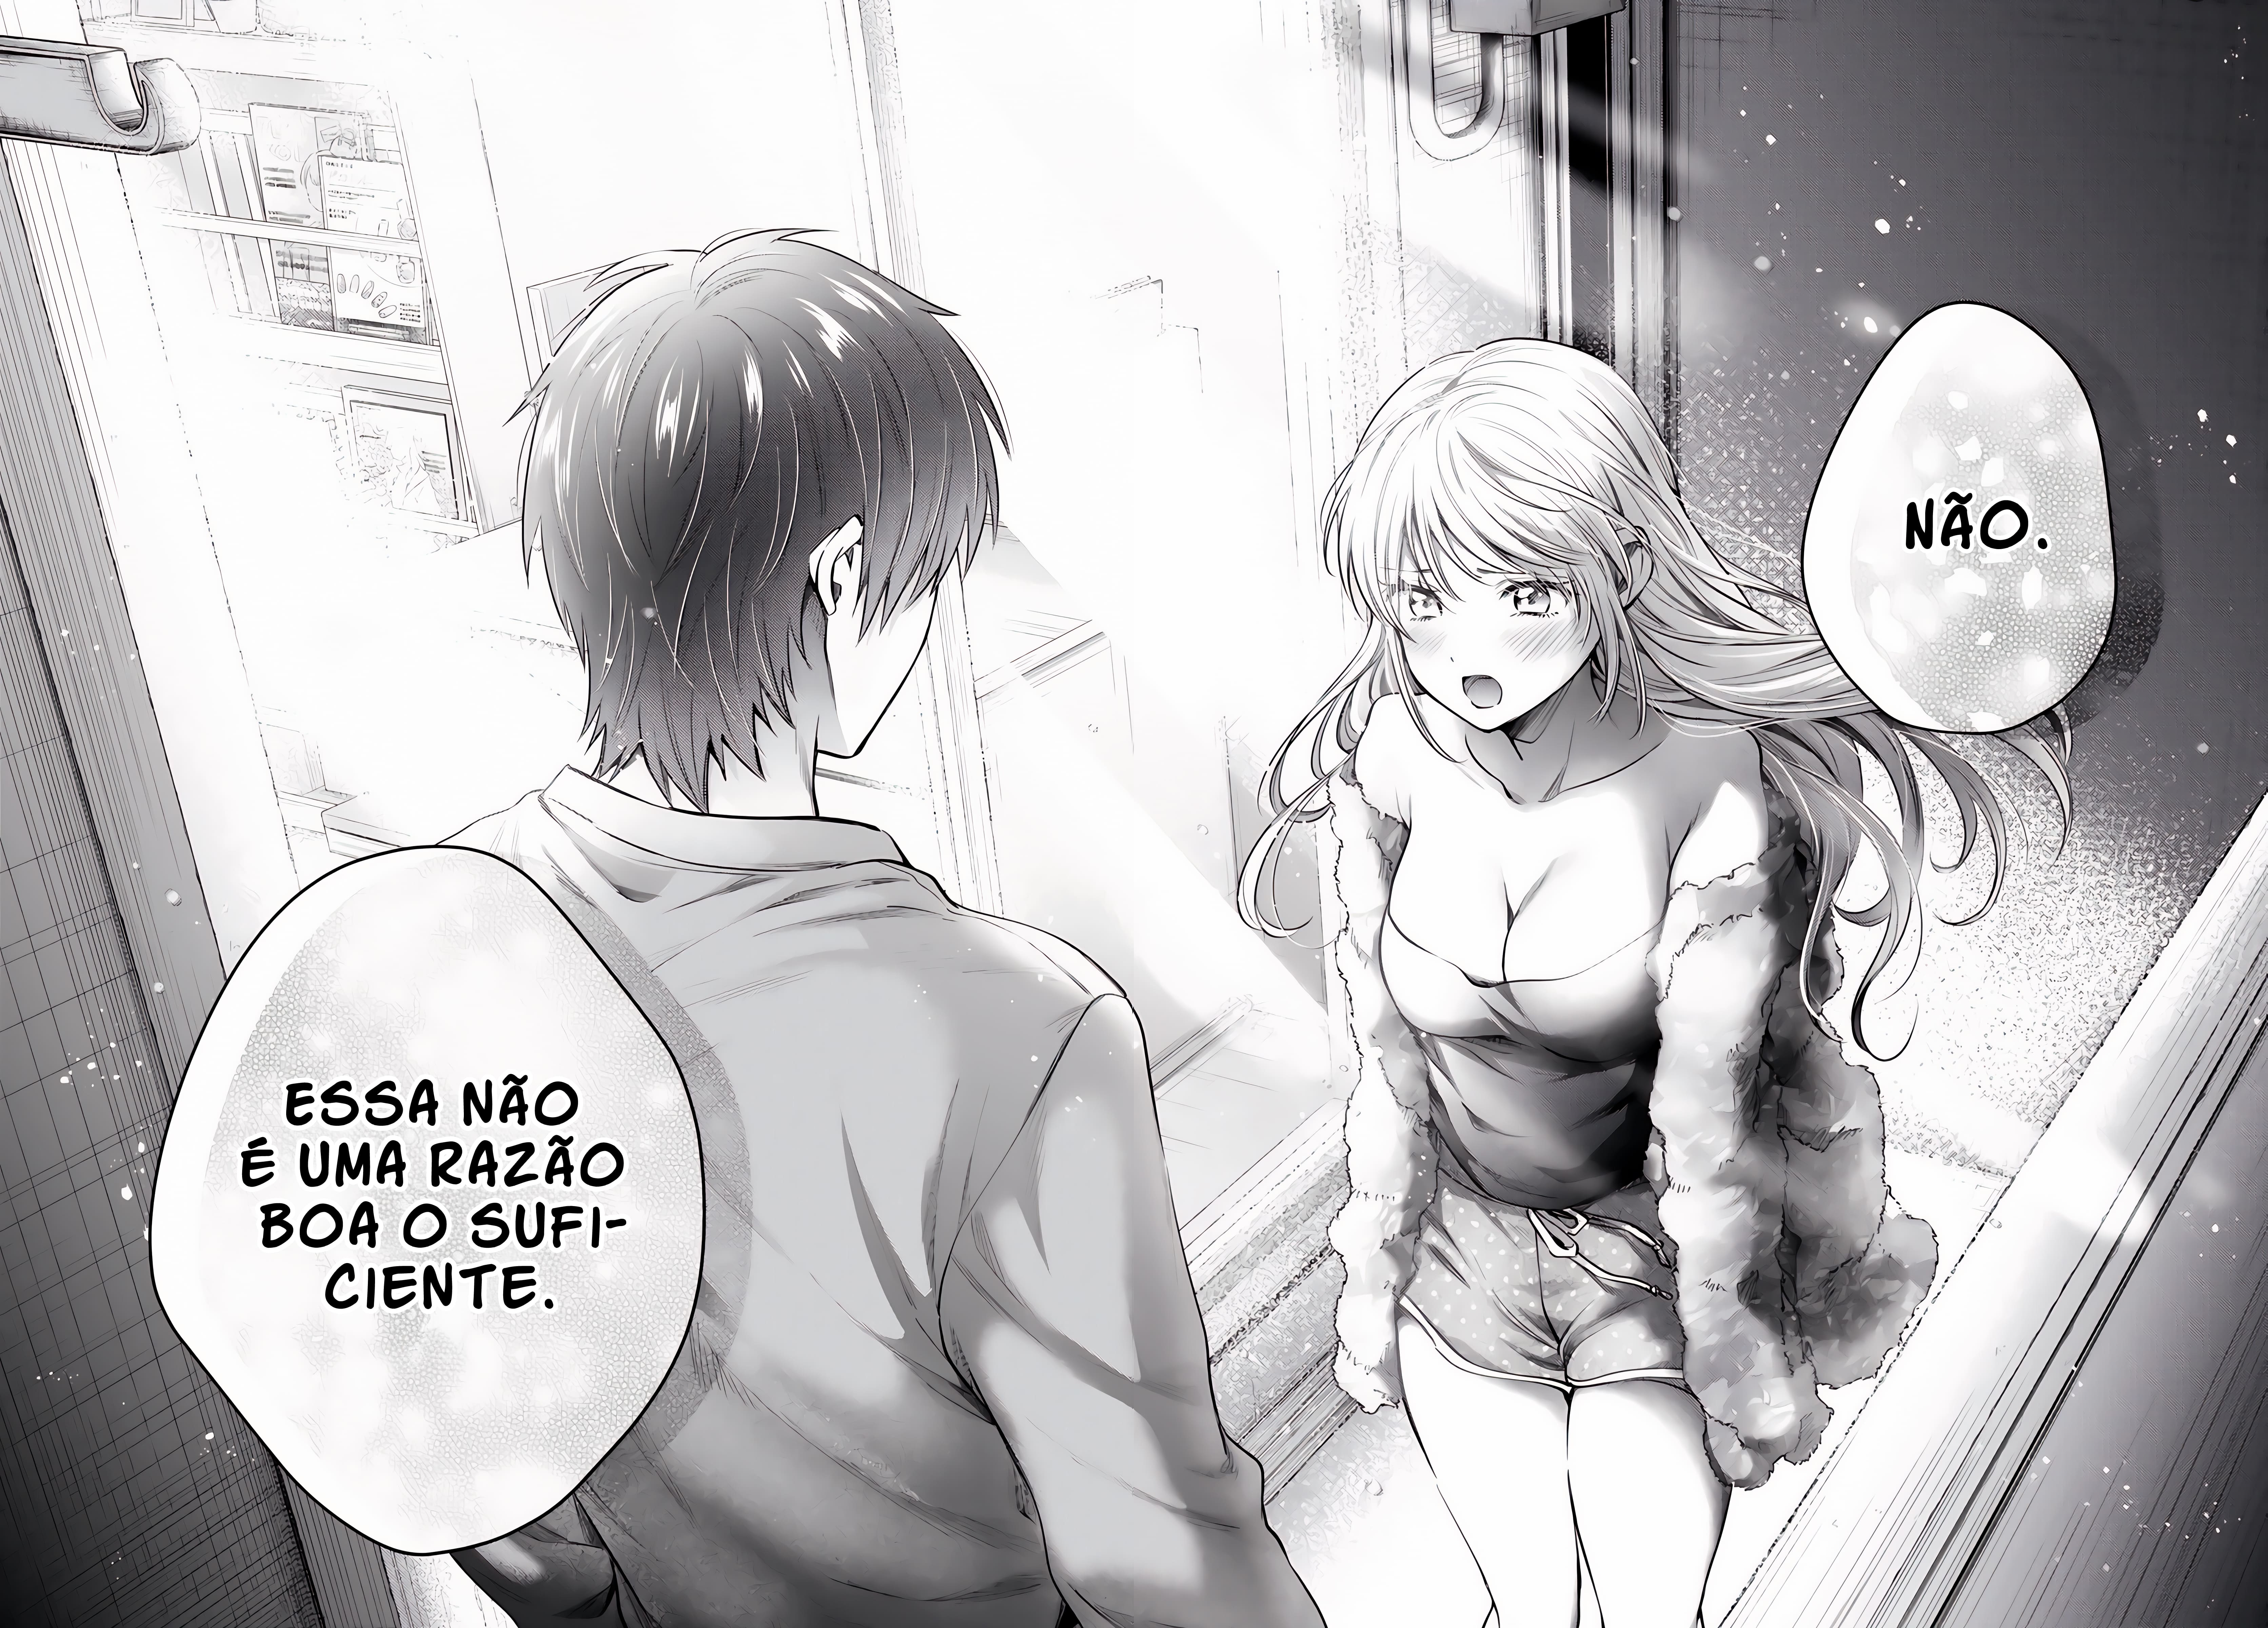 NÃO.
ESSA NÃO
É UMA RAZÃO
BOA O SUFI-
CIENTE.